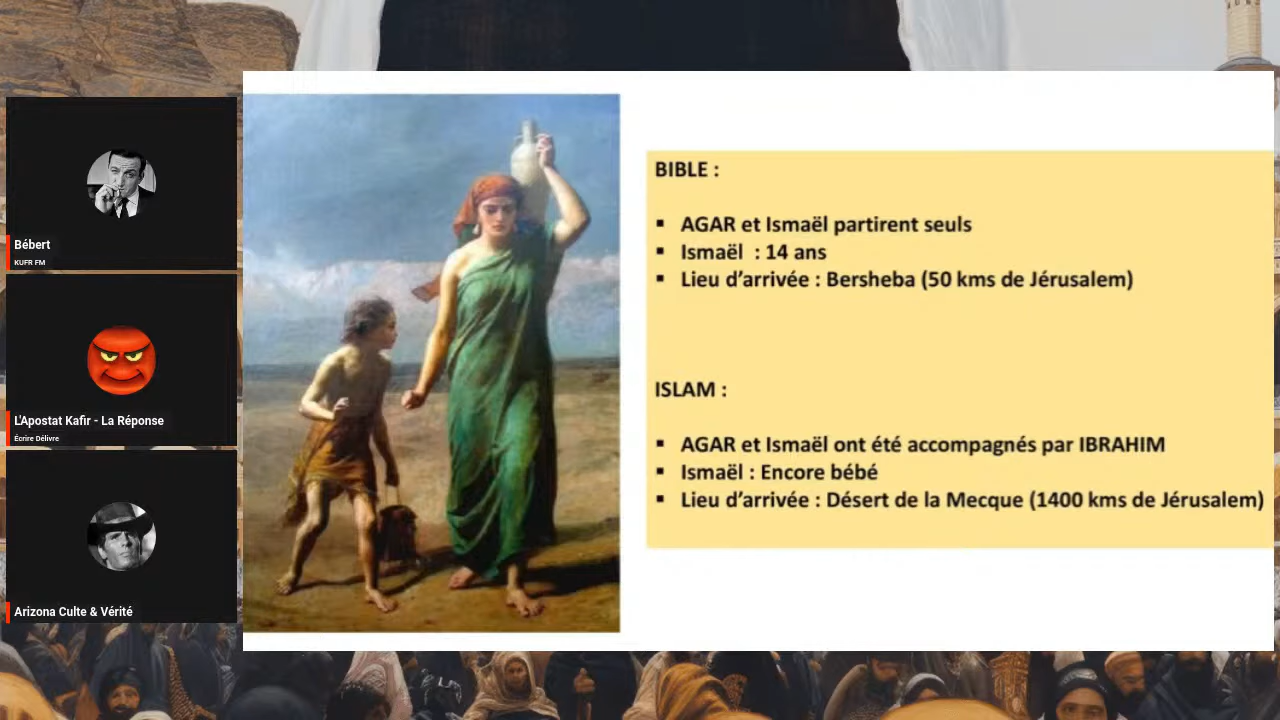 Bébert
KUFR FM
L'Apostat Kafir - La Réponse
Écrire Délivre
Arizona Culte & Vérité
BIBLE :
▪ AGAR et Ismaël partirent seuls
▪ Ismaël : 14 ans
▪ Lieu d'arrivée : Bersheba (50 kms de Jérusalem)
ISLAM :
▪ AGAR et Ismaël ont été accompagnés par IBRAHIM
▪ Ismaël : Encore bébé
▪ Lieu d'arrivée : Désert de la Mecque (1400 kms de Jérusalem)